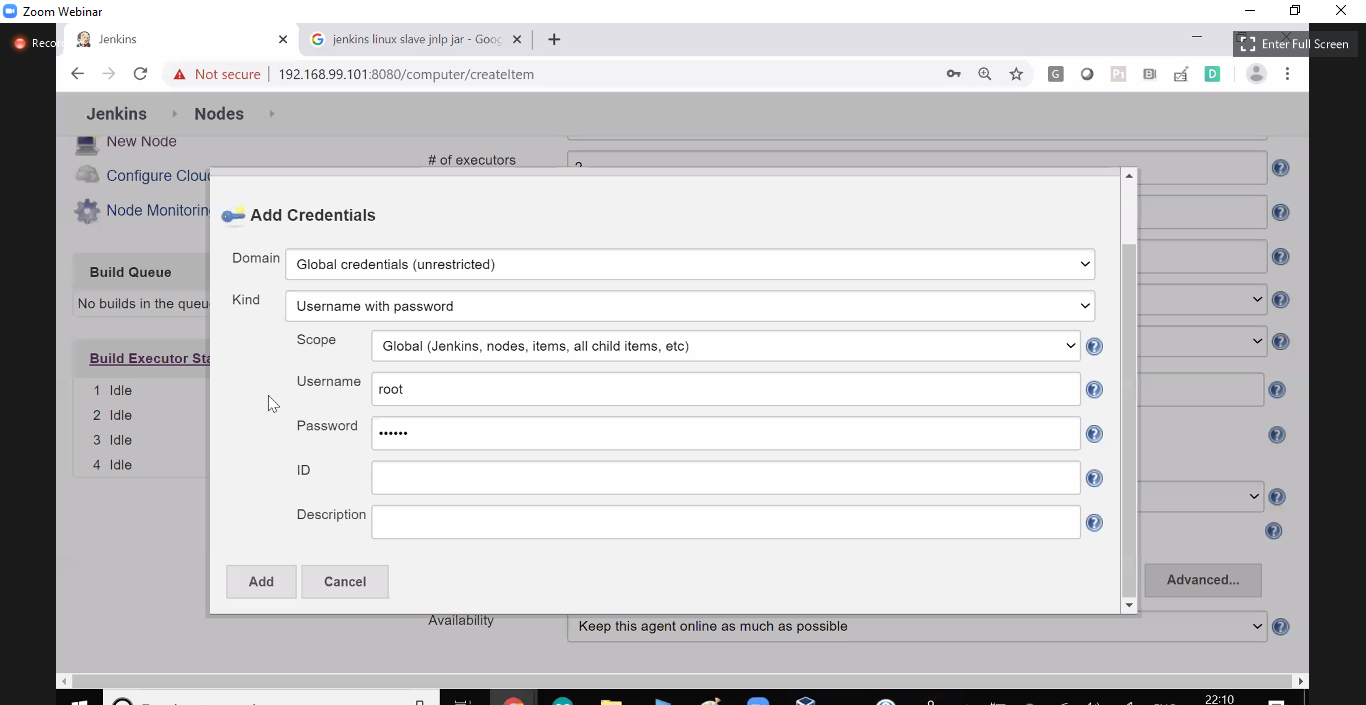 Zoom Webinar
Recor
Jenkins
jenkins linux slave jnlp jar - Goog
Enter Full Screen
Not secure
192.168.99.101:8080/computer/createItem
Jenkins
Nodes
New Node
# of executors
Configure Clou
Node Monitorin
Add Credentials
Domain
Global credentials (unrestricted)
Build Queue
Kind
Username with password
No builds in the queu
Scope
Global (Jenkins, nodes, items, all child items, etc)
Build Executor Sta
Username
root
1 Idle
2 Idle
Password
••••••
3 Idle
4 Idle
ID
Description
Add
Cancel
Advanced...
Availability
Keep this agent online as much as possible
22:10